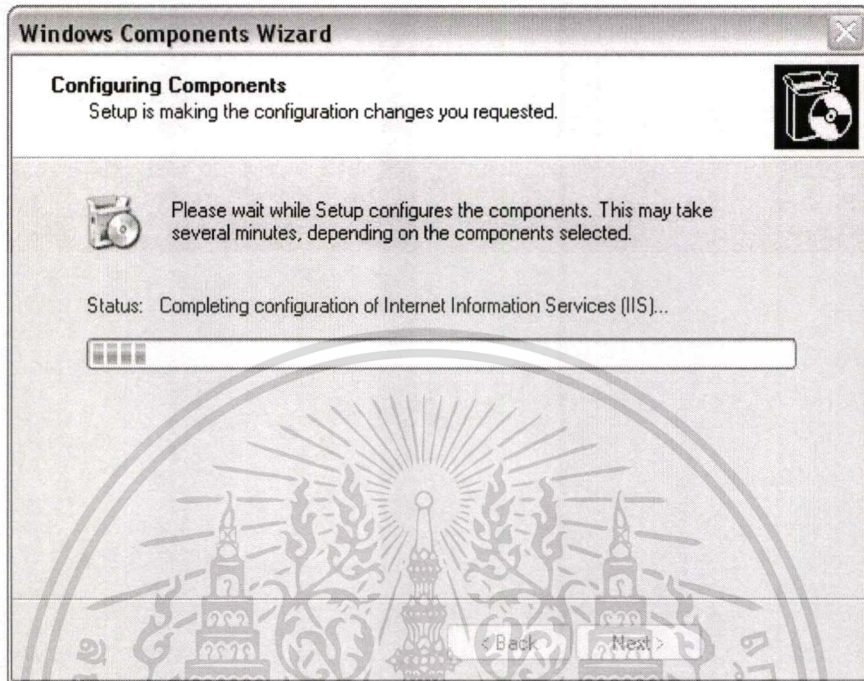 Windows Components Wizard
Configuring Components
Setup is making the configuration changes you requested.
Please wait while Setup configures the components. This may take
several minutes, depending on the components selected.
Status: Completing configuration of Internet Information Services (IIS)...
< Back Next >